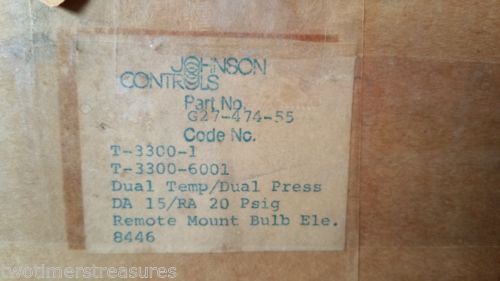 JOHNSON
CONTROLS
Part No.
G27-474-55
Code No.
T-3300-1
T-3300-6001
Dual Temp/Dual Press
DA 15/RA 20 Psig
Remote Mount Bulb Ele.
8446
twotimerstreasures